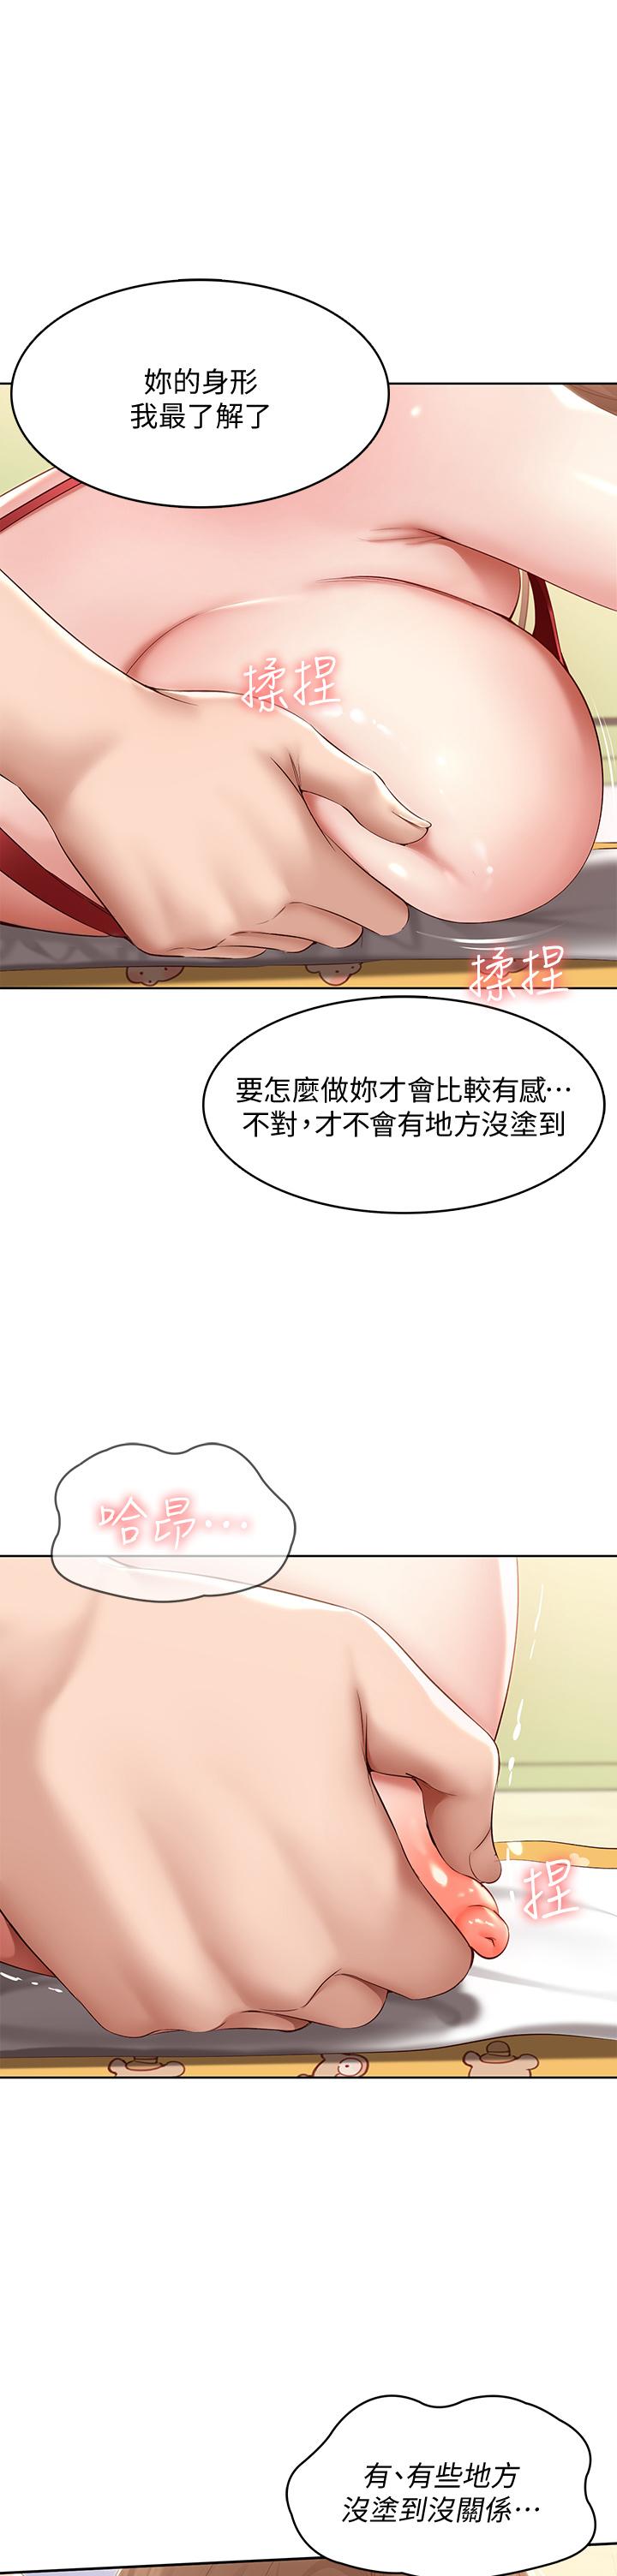 妳的身形
我最了解了
揉捏
揉捏
要怎麼做妳才會比較有感…
不對，才不會有地方沒塗到
哈昂…
捏
有、有些地方
沒塗到沒關係…